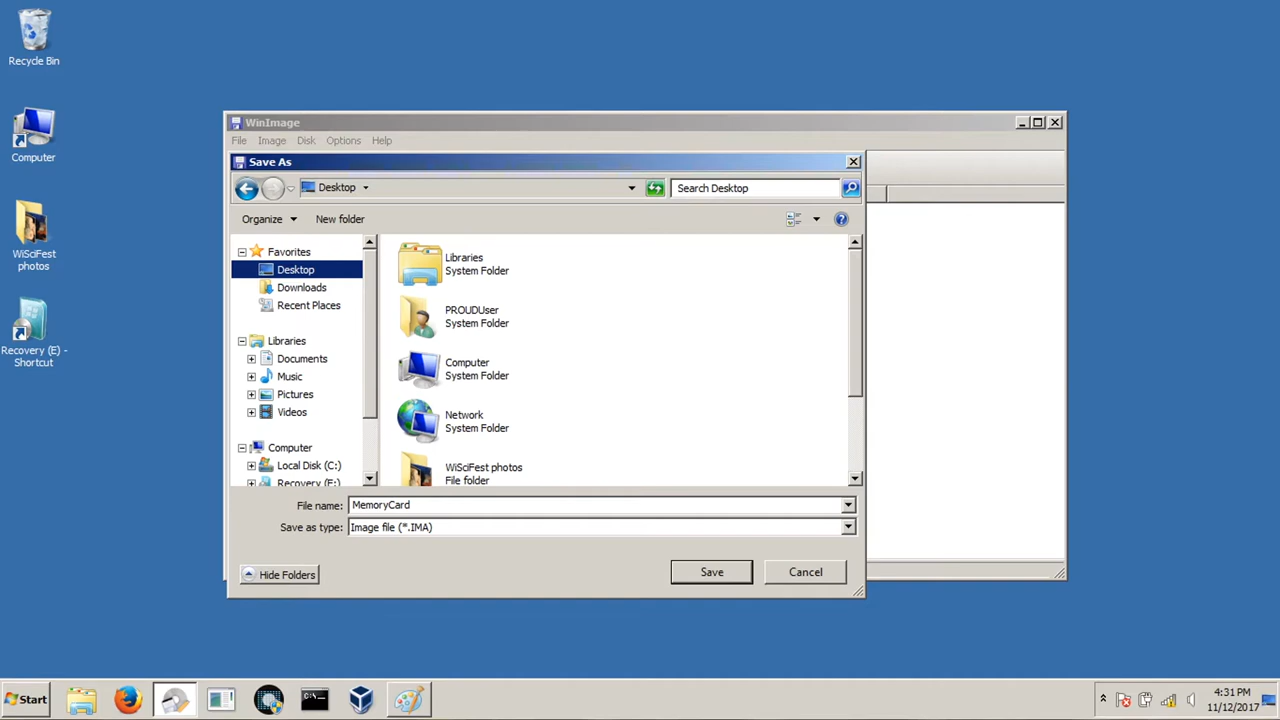 Recycle Bin
Computer
WiSciFest
photos
Recovery (E) -
Shortcut
WinImage
File Image Disk Options Help
Save As
Desktop
Search Desktop
Organize New folder
Favorites
Desktop
Downloads
Recent Places
Libraries
Documents
Music
Pictures
Videos
Computer
Local Disk (C:)
Recovery (E:)
Libraries
System Folder
PROUDUser
System Folder
Computer
System Folder
Network
System Folder
WiSciFest photos
File folder
File name: MemoryCard
Save as type: Image file (*.IMA)
Hide Folders
Save
Cancel
Start
C:\.
4:31 PM
11/12/2017